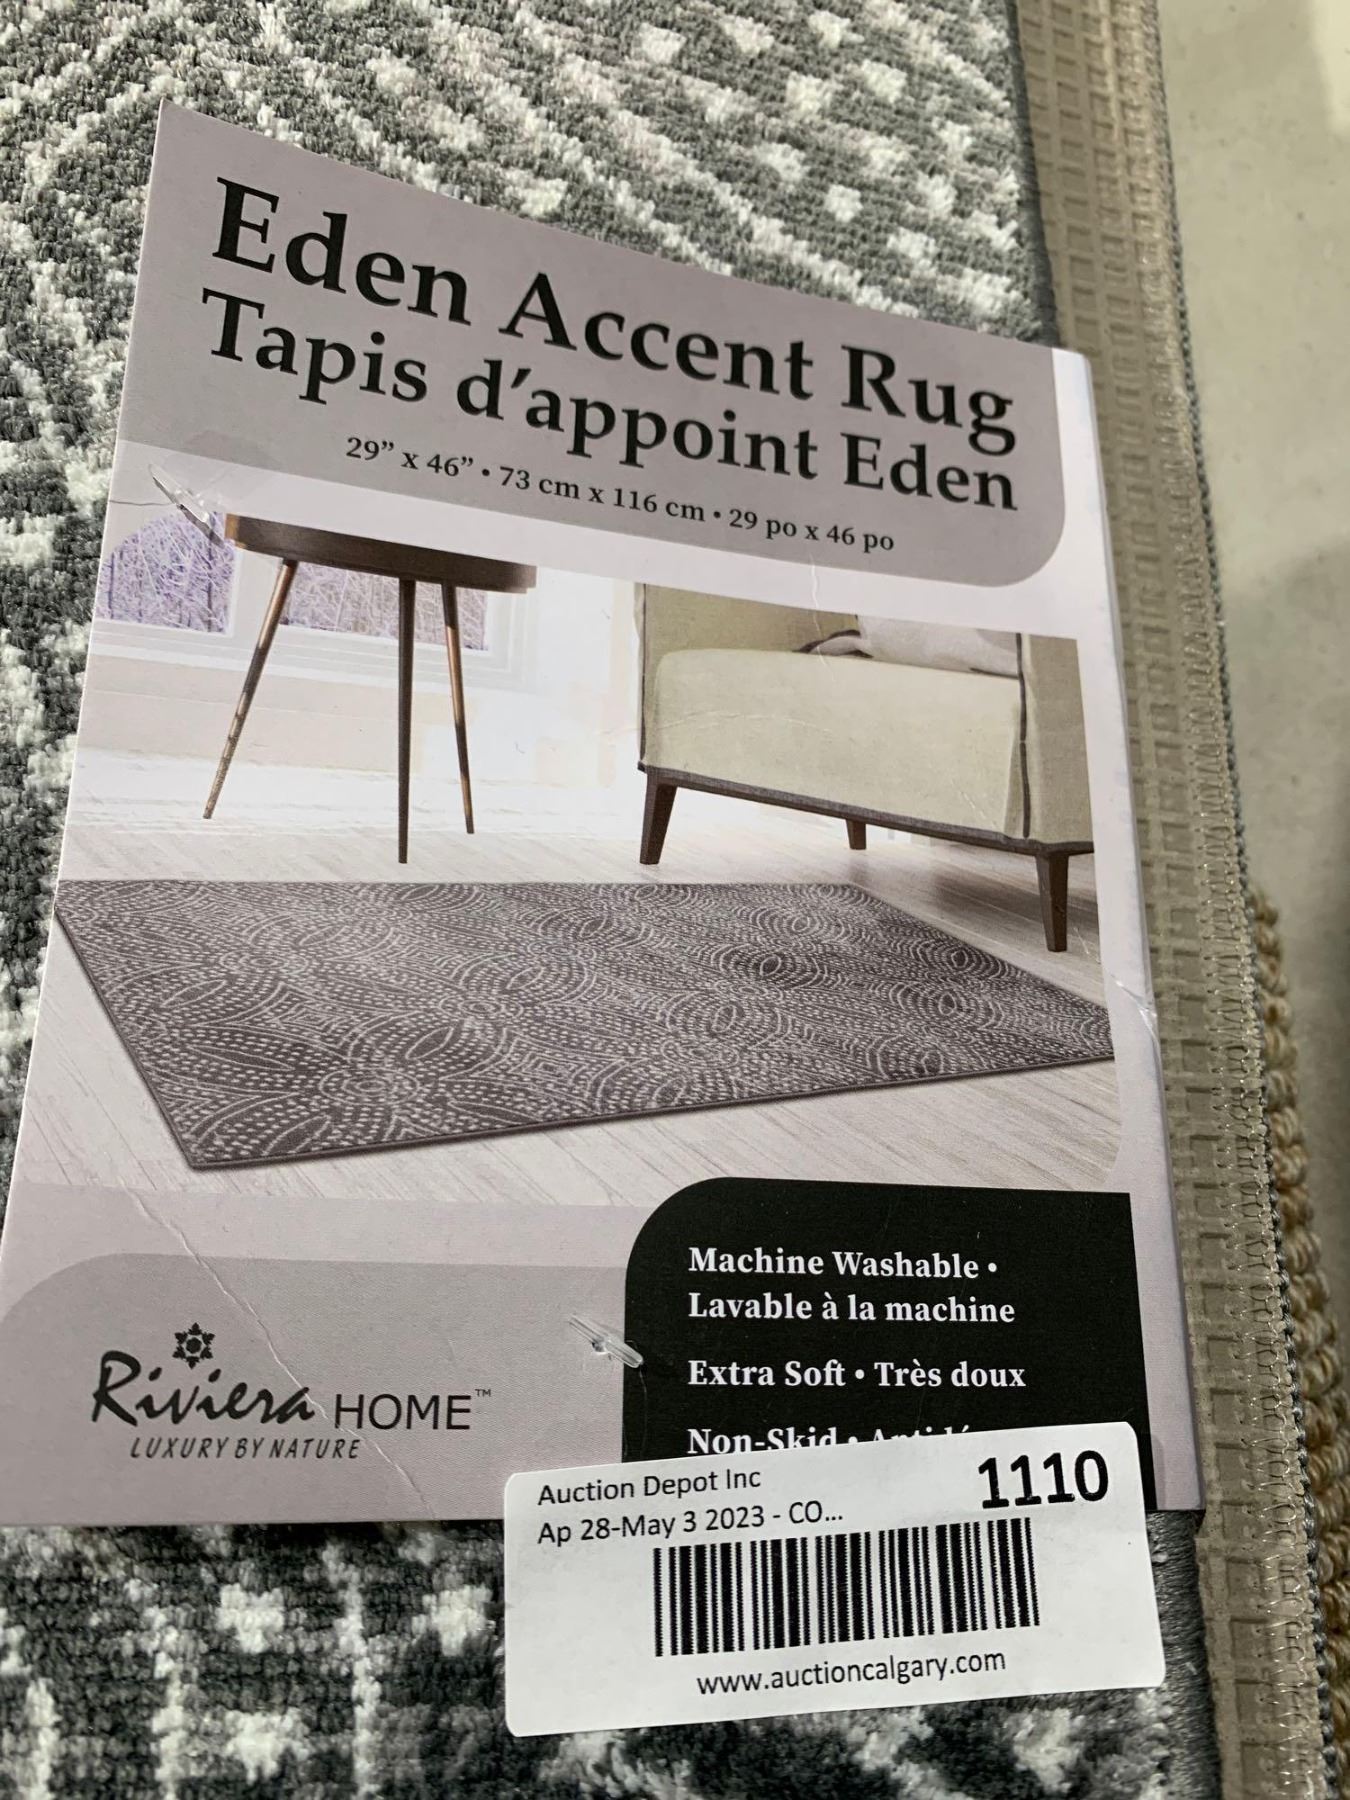 Eden Accent Rug
Tapis d'appoint Eden
29” x 46” • 73 cm x 116 cm • 29 po x 46 po
Machine Washable •
Lavable à la machine
Extra Soft • Très doux
Non-Skid •
Riviera HOME™
LUXURY BY NATURE
Auction Depot Inc
1110
Ap 28-May 3 2023 - CO...
www.auctioncalgary.com